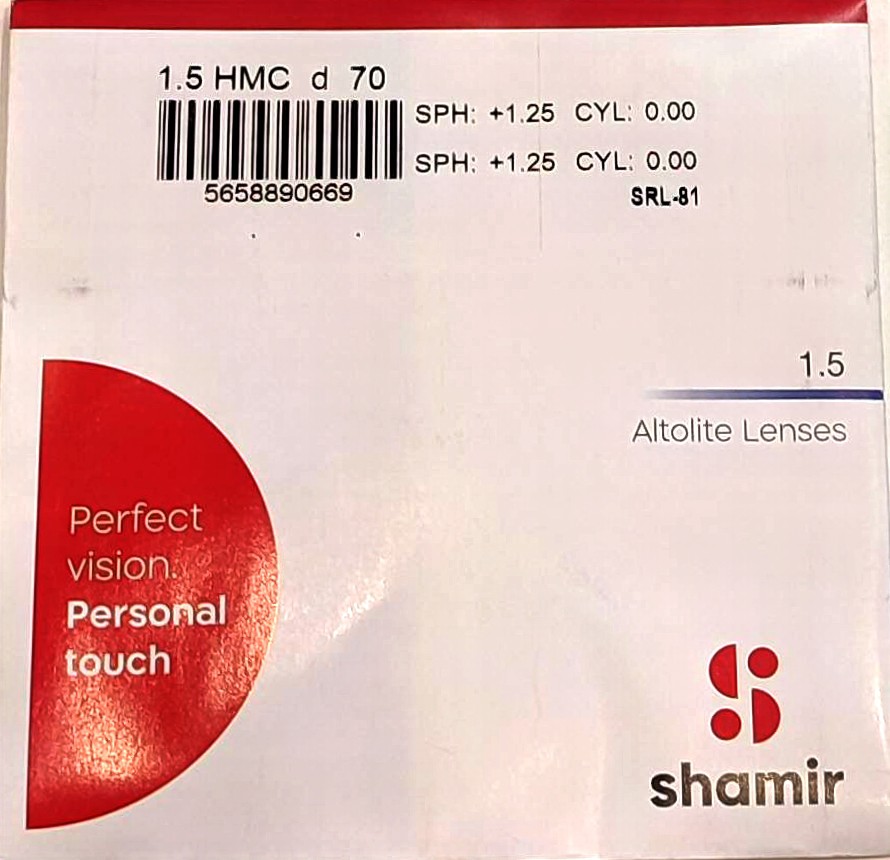 1.5 HMC d 70
SPH: +1.25 CYL: 0.00
SPH: +1.25 CYL: 0.00
5658890669
SRL-81
1.5
Altolite Lenses
Perfect
vision.
Personal
touch
shamir